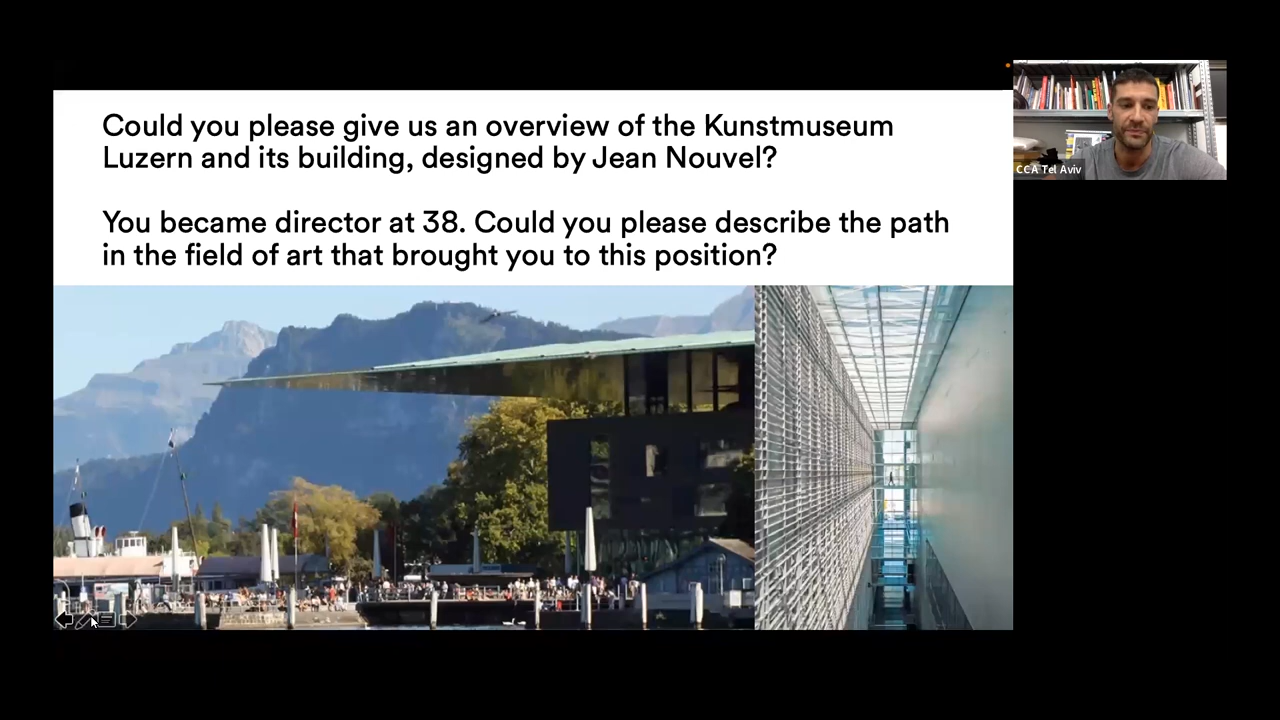 Could you please give us an overview of the Kunstmuseum
Luzern and its building, designed by Jean Nouvel?
You became director at 38. Could you please describe the path
in the field of art that brought you to this position?
CCA Tel Aviv